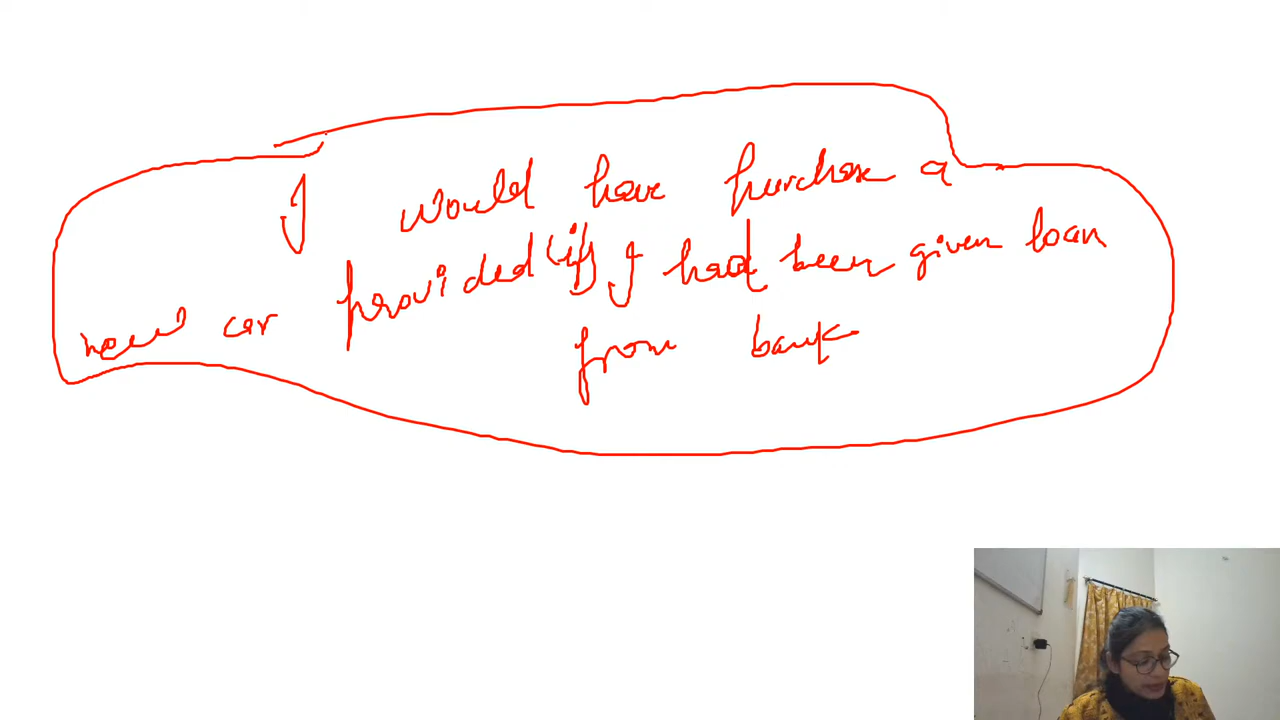 I would have purchase a
new car provided (if) I had been given loan
from bank